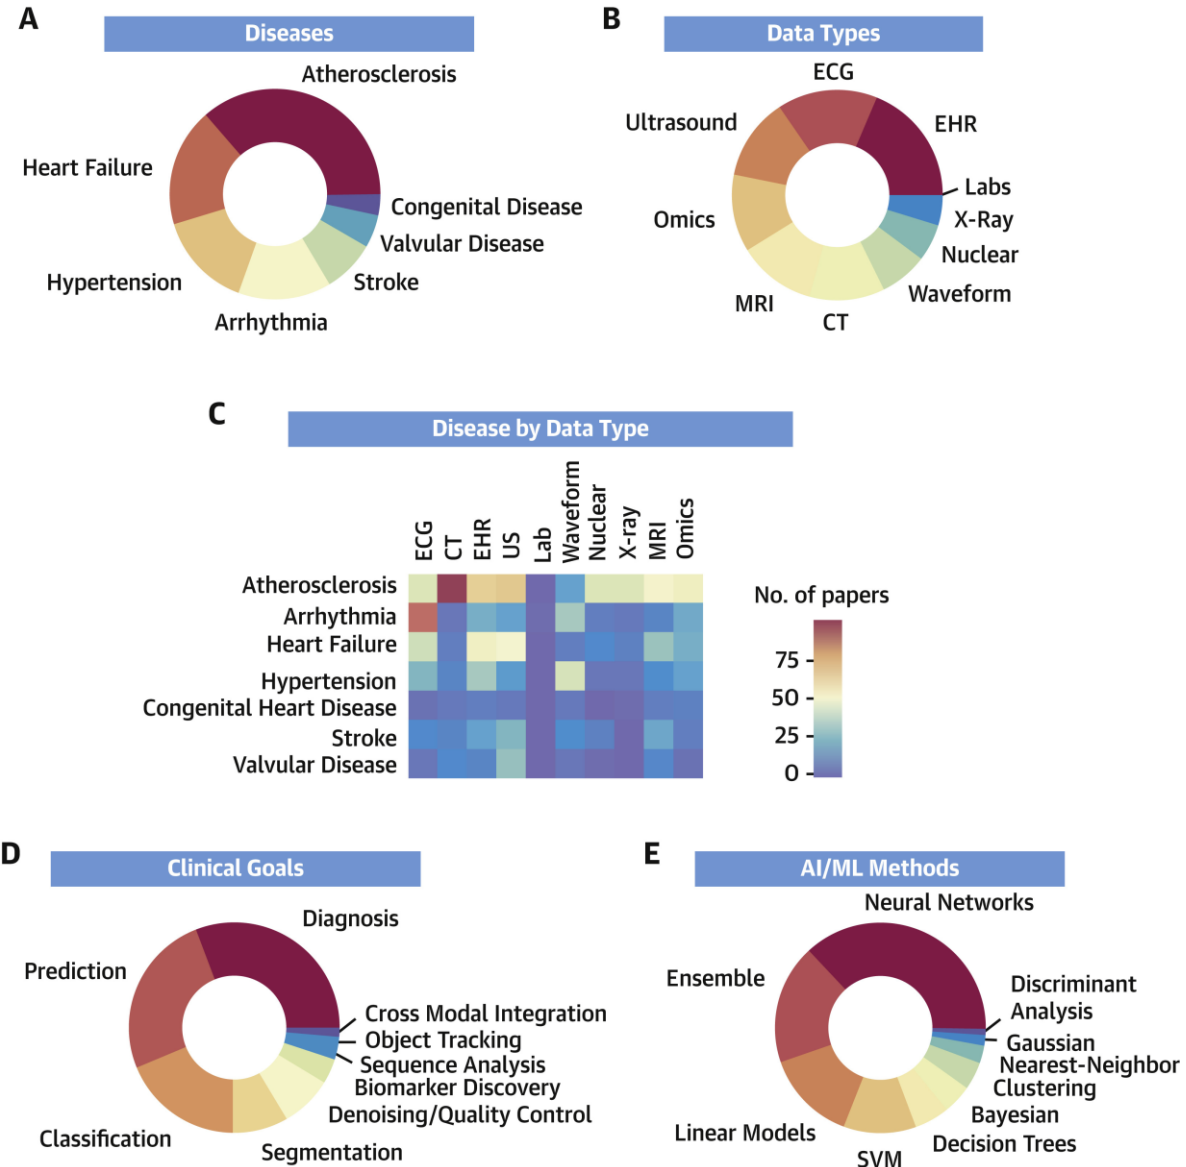 A
Diseases
Atherosclerosis
Heart Failure
Congenital Disease
Valvular Disease
Hypertension
Stroke
Arrhythmia
B
Data Types
ECG
Ultrasound
EHR
Labs
Omics
X-Ray
Nuclear
Waveform
MRI
CT
C
Disease by Data Type
ECG
CT
EHR
US
Lab
Waveform
Nuclear
X-ray
MRI
Omics
Atherosclerosis
Arrhythmia
Heart Failure
Hypertension
Congenital Heart Disease
Stroke
Valvular Disease
No. of papers
75
50
25
0
D
Clinical Goals
Diagnosis
Prediction
Cross Modal Integration
Object Tracking
Sequence Analysis
Biomarker Discovery
Denoising/Quality Control
Classification
Segmentation
E
AI/ML Methods
Neural Networks
Ensemble
Discriminant
Analysis
Gaussian
Nearest-Neighbor
Clustering
Bayesian
Linear Models
Decision Trees
SVM